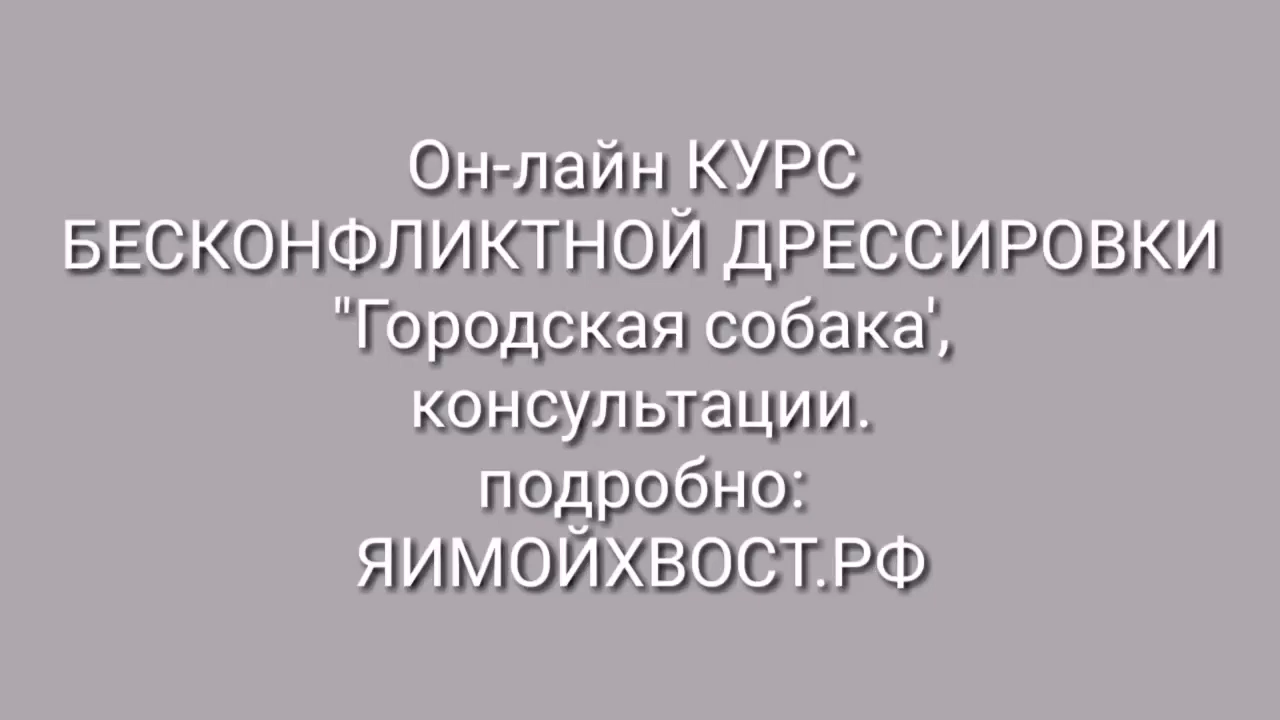 Он-лайн КУРС
БЕСКОНФЛИКТНОЙ ДРЕССИРОВКИ
"Городская собака',
консультации.
подробно:
ЯИМОЙХВОСТ.РФ